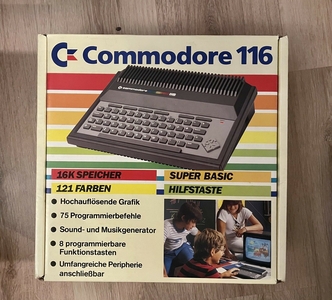 Commodore 116
16K SPEICHER
SUPER BASIC
121 FARBEN
HILFSTASTE
Hochauflösende Grafik
75 Programmierbefehle
Sound- und Musikgenerator
8 programmierbare
Funktionstasten
Umfangreiche Peripherie
anschließbar